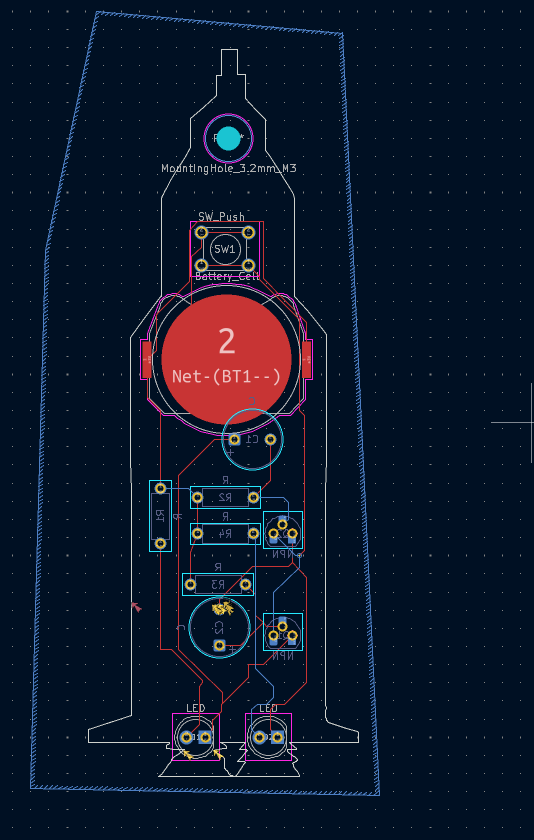 MountingHole_3.2mm_M3
SW_Push
SW1
Battery_Cell
2
Net-(BT1--)
C1
+
R
R2
R1
R
R
R4
NPN
R
R3
C2
C
+
NPN
LED
LED